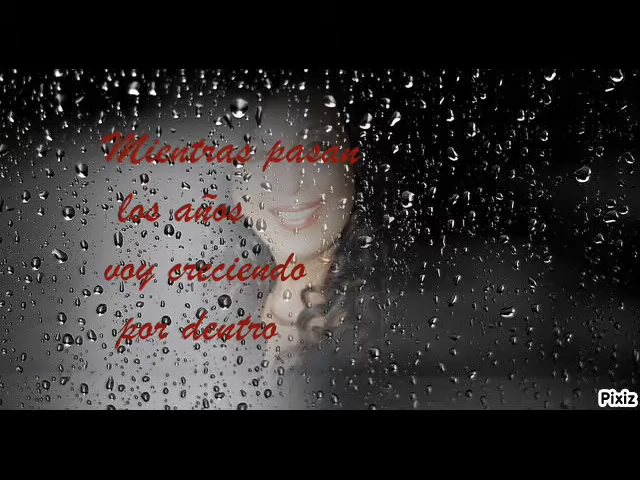 Mientras pasan
los años
voy creciendo
por dentro
Pixiz